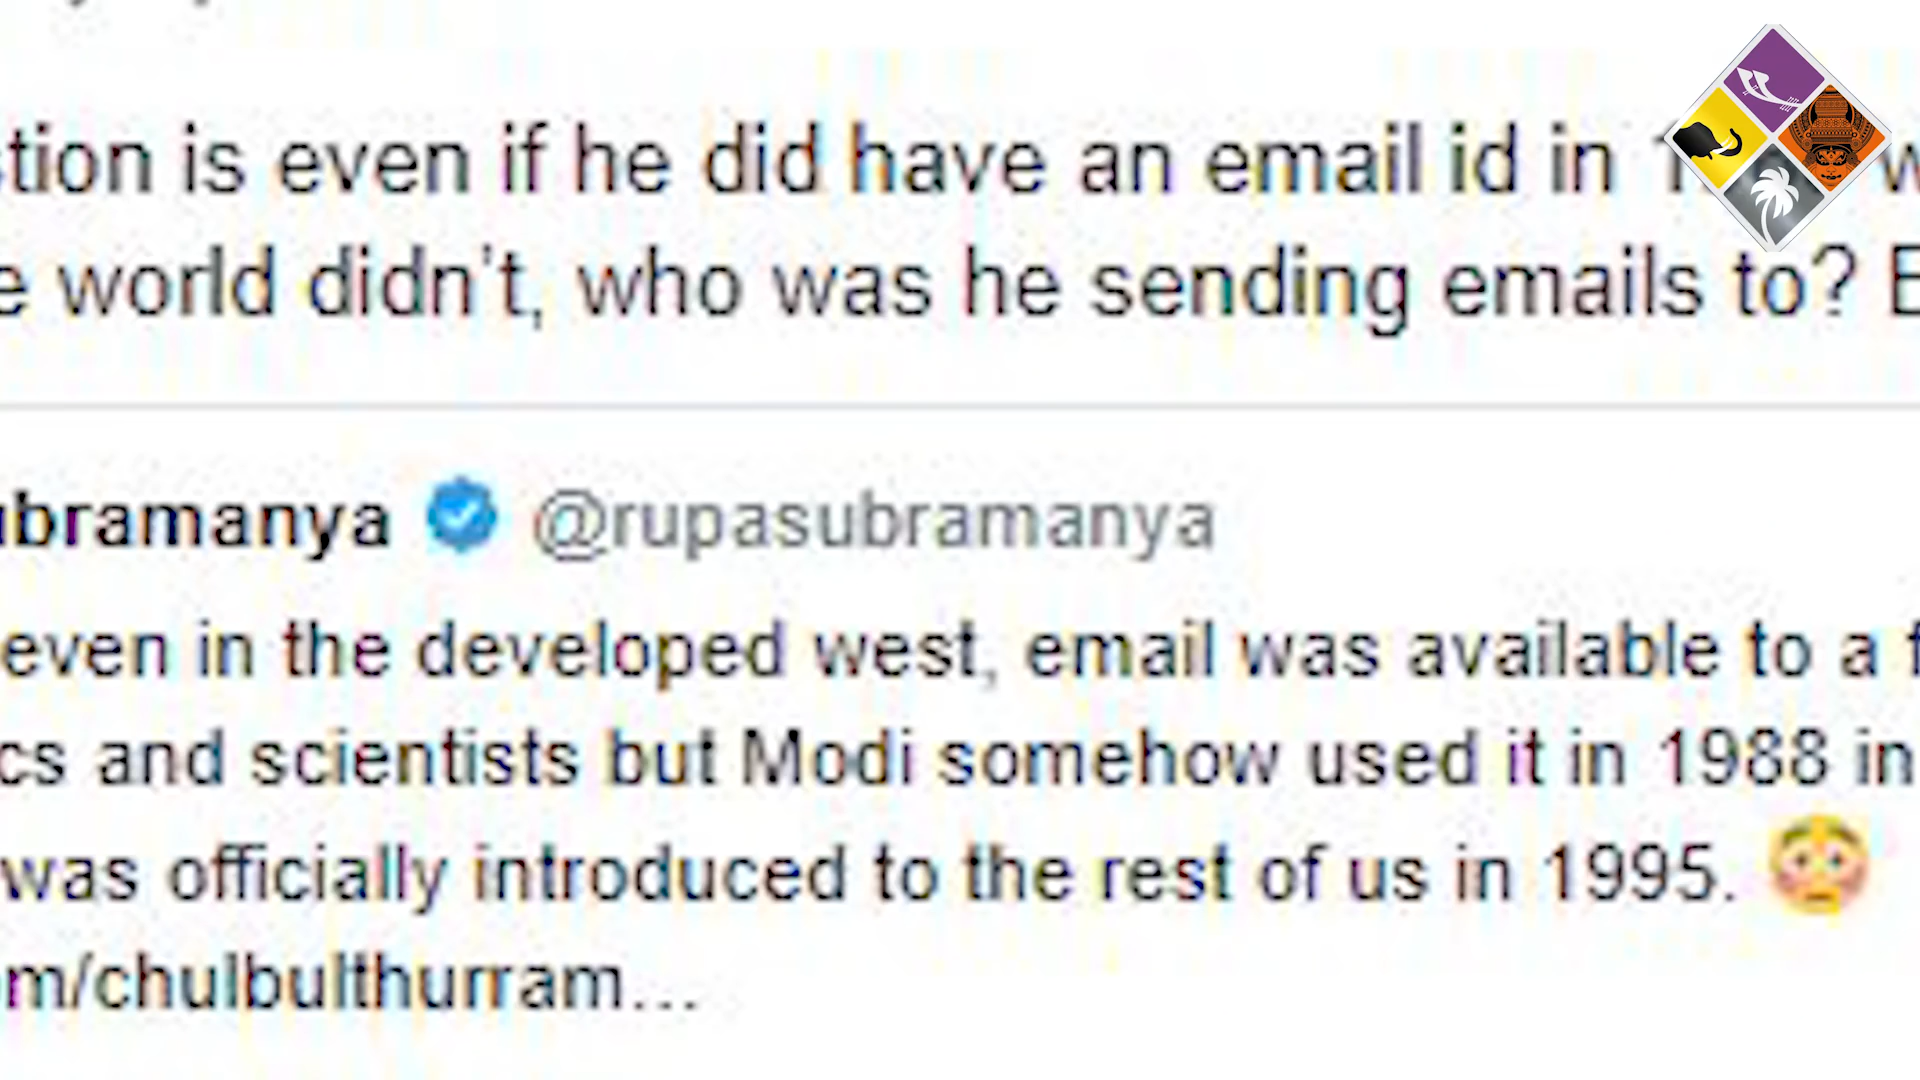 tion is even if he did have an email id in
e world didn't, who was he sending emails to? E
ubramanya @rupasubramanya
even in the developed west, email was available to a f
cs and scientists but Modi somehow used it in 1988 in
was officially introduced to the rest of us in 1995. 😳
om/chulbulthurram...